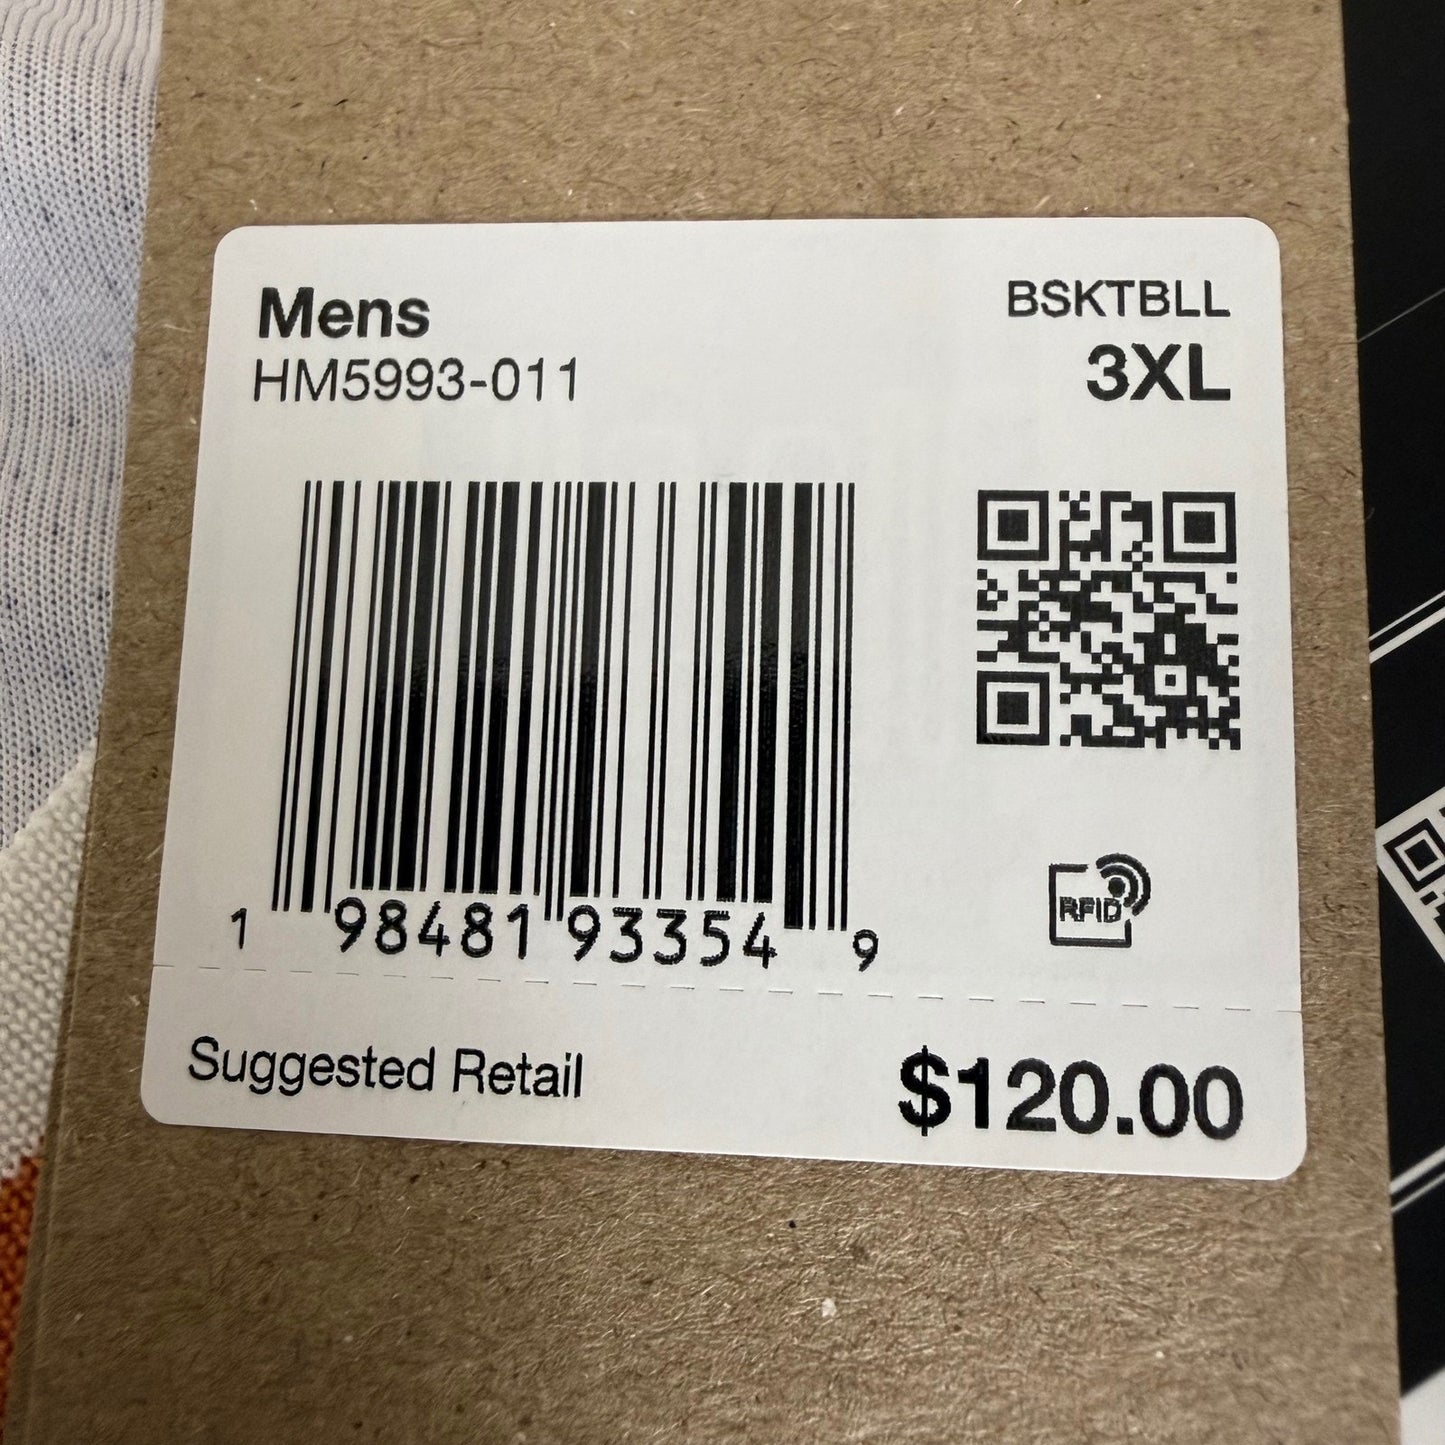 Mens
BSKTBLL
HM5993-011
3XL
1 98481 93354 9
RFID
Suggested Retail
$120.00